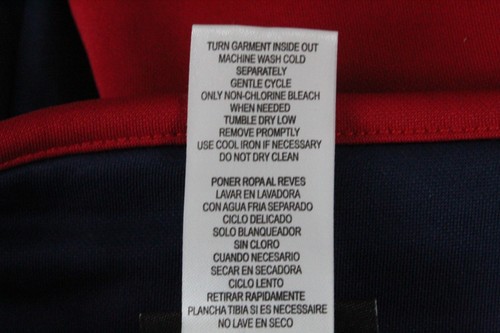 TURN GARMENT INSIDE OUT
MACHINE WASH COLD
SEPARATELY
GENTLE CYCLE
ONLY NON-CHLORINE BLEACH
WHEN NEEDED
TUMBLE DRY LOW
REMOVE PROMPTLY
USE COOL IRON IF NECESSARY
DO NOT DRY CLEAN
PONER ROPA AL REVES
LAVAR EN LAVADORA
CON AGUA FRIA SEPARADO
CICLO DELICADO
SOLO BLANQUEADOR
SIN CLORO
CUANDO NECESARIO
SECAR EN SECADORA
CICLO LENTO
RETIRAR RAPIDAMENTE
PLANCHA TIBIA SI ES NECESSAIRE
NO LAVE EN SECO